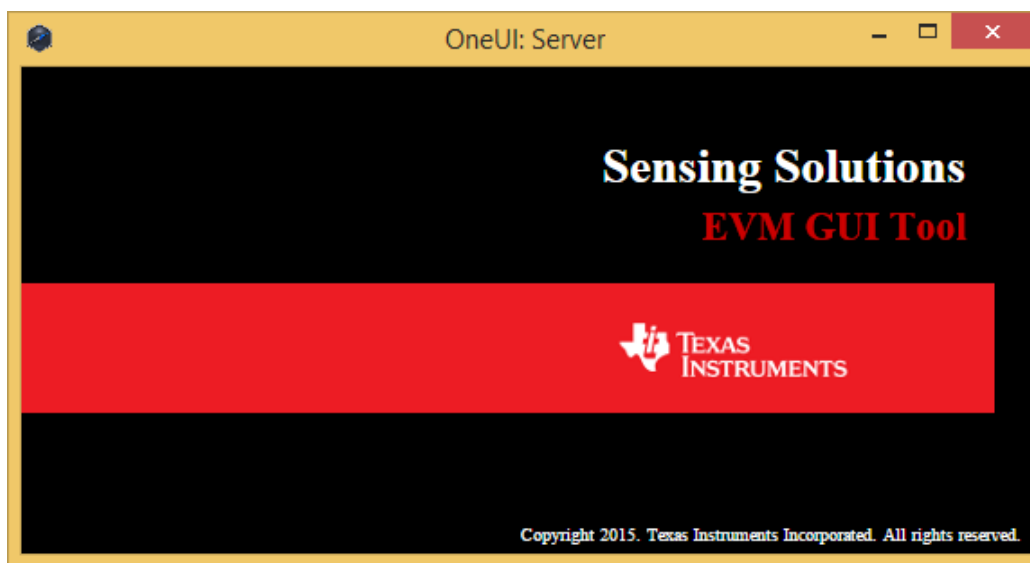 OneUI: Server
Sensing Solutions
EVM GUI Tool
TEXAS
INSTRUMENTS
Copyright 2015. Texas Instruments Incorporated. All rights reserved.